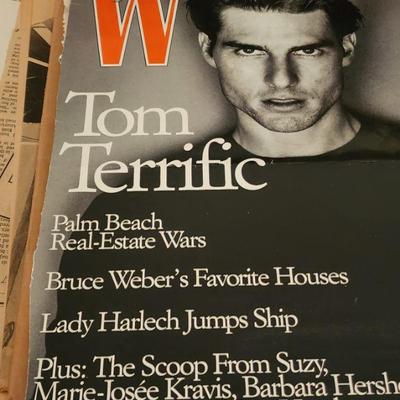 W
Tom
Terrific
Palm Beach
Real-Estate Wars
Bruce Weber's Favorite Houses
Lady Harlech Jumps Ship
Plus: The Scoop From Suzy,
Marie-Josée Kravis, Barbara Hershe